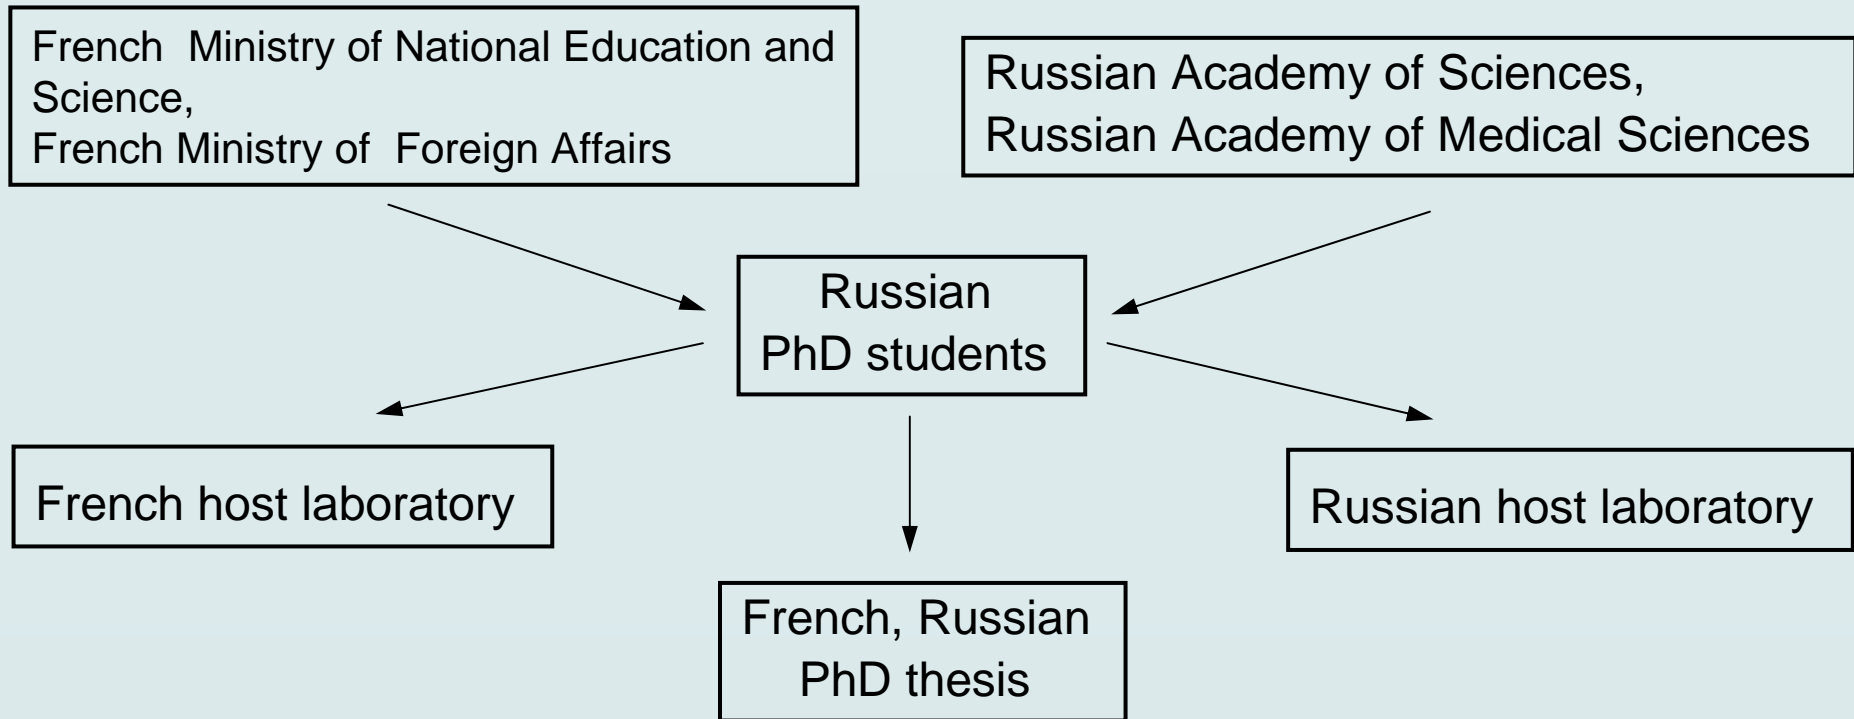 French Ministry of National Education and
Science,
French Ministry of Foreign Affairs
Russian Academy of Sciences,
Russian Academy of Medical Sciences
Russian
PhD students
French host laboratory
Russian host laboratory
French, Russian
PhD thesis